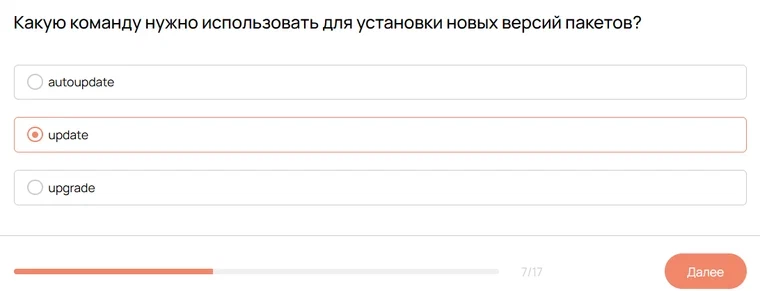 Какую команду нужно использовать для установки новых версий пакетов?
autoupdate
update
upgrade
7/17
Далее